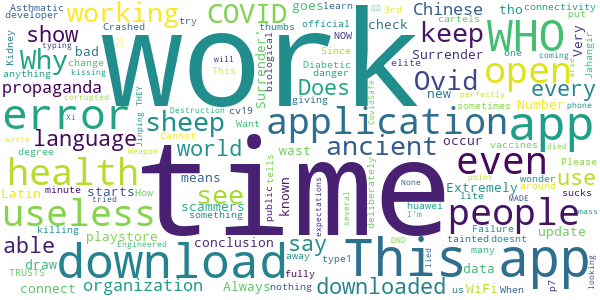 Asthmatic developer working Crashed COVID goes official learn Chinese tho connectivity put
Kidney bad show thumbs try check 3rd cartels
Why work WHO
typing change will keep Very Jahangir
anything NOW Surrender elite
kissing Since This Diabetic danger Surrender open died
propaganda Does biological giving Ovid new one coming
corrupted Number every phone
error sheep cv19 Destruction Want Cannot application app
Xi language world How ancient sometimes perfectly
degree wast occur vaccines
health time even Please wonder around
Latin minute starts see tells known public expectations None several deliberately covidsafe
tried means scammers something Extremely use
waste point lite sucks
useless conclusion say people MADE mass
Weapon killing playstore Failure update
able draw download This app tainted doesnt
fully away type1 downloaded huawei I'm many looking
TRUSTS organization lied data us
connect Engineered nothing Always DND WiFi When p7